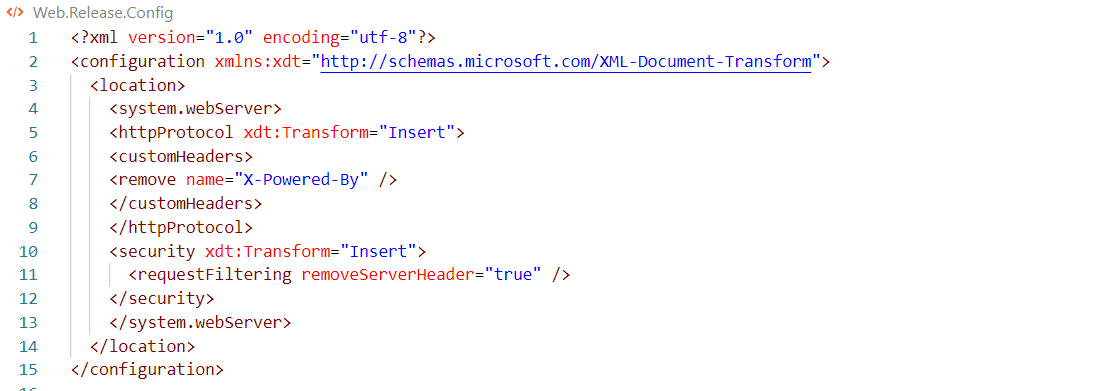 </> Web.Release.Config
1 <?xml version="1.0" encoding="utf-8"?>
2 <configuration xmlns:xdt="http://schemas.microsoft.com/XML-Document-Transform">
3   <location>
4     <system.webServer>
5     <httpProtocol xdt:Transform="Insert">
6     <customHeaders>
7     <remove name="X-Powered-By" />
8     </customHeaders>
9     </httpProtocol>
10     <security xdt:Transform="Insert">
11       <requestFiltering removeServerHeader="true" />
12     </security>
13     </system.webServer>
14   </location>
15 </configuration>